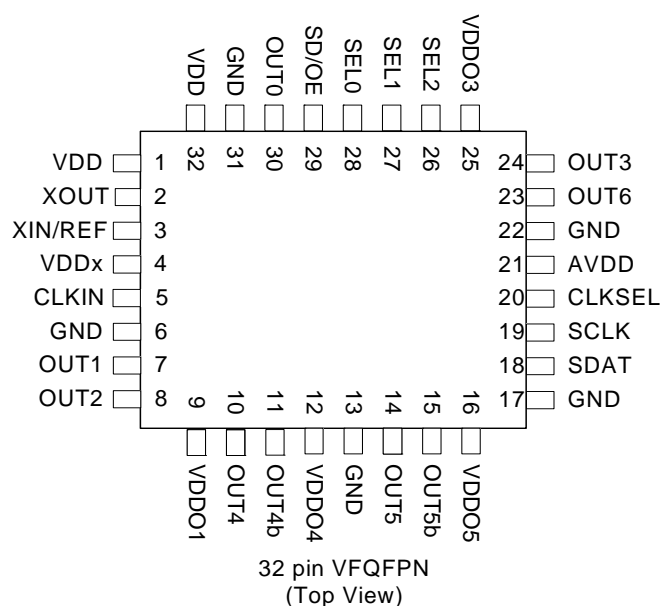 VDD
GND
OUT0
SD/OE
SEL0
SEL1
SEL2
VDDO3
32
31
30
29
28
27
26
25
VDD 1
XOUT 2
XIN/REF 3
VDDx 4
CLKIN 5
GND 6
OUT1 7
OUT2 8
24 OUT3
23 OUT6
22 GND
21 AVDD
20 CLKSEL
19 SCLK
18 SDAT
17 GND
9
10
11
12
13
14
15
16
VDDO1
OUT4
OUT4b
VDDO4
GND
OUT5
OUT5b
VDDO5
32 pin VFQFPN
(Top View)